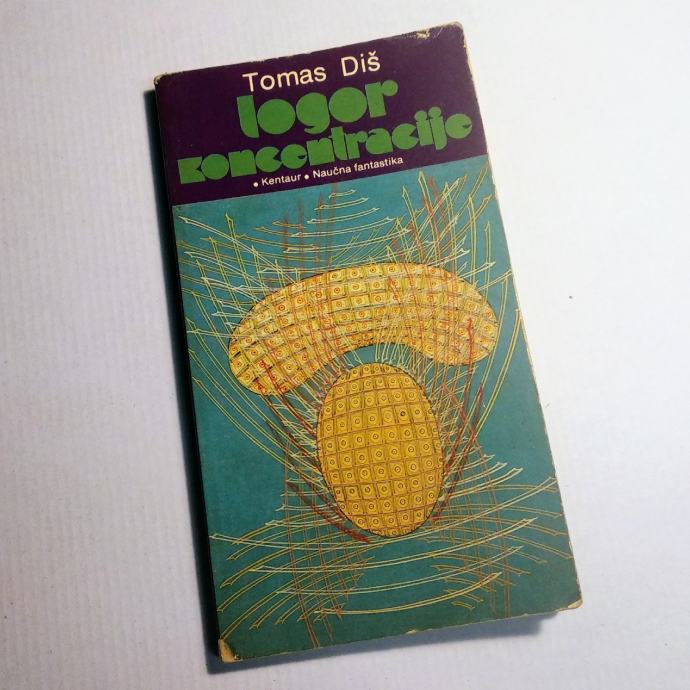 Tomas Diš
logor
koncentracije
• Kentaur • Naučna fantastika